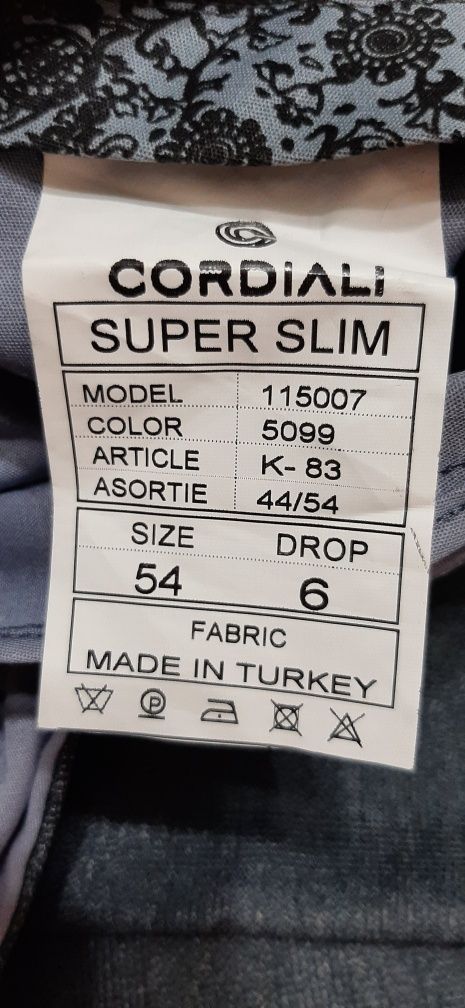 CORDIALI
SUPER SLIM
MODEL 115007
COLOR 5099
ARTICLE K- 83
ASORTIE 44/54
SIZE DROP
54 6
FABRIC
MADE IN TURKEY
P